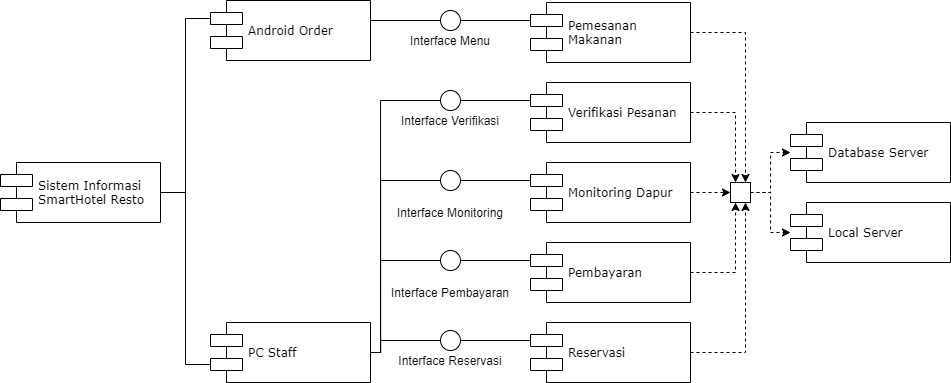 Android Order
Interface Menu
Pemesanan
Makanan
Interface Verifikasi
Verifikasi Pesanan
Database Server
Sistem Informasi
SmartHotel Resto
Interface Monitoring
Monitoring Dapur
Local Server
Interface Pembayaran
Pembayaran
PC Staff
Interface Reservasi
Reservasi